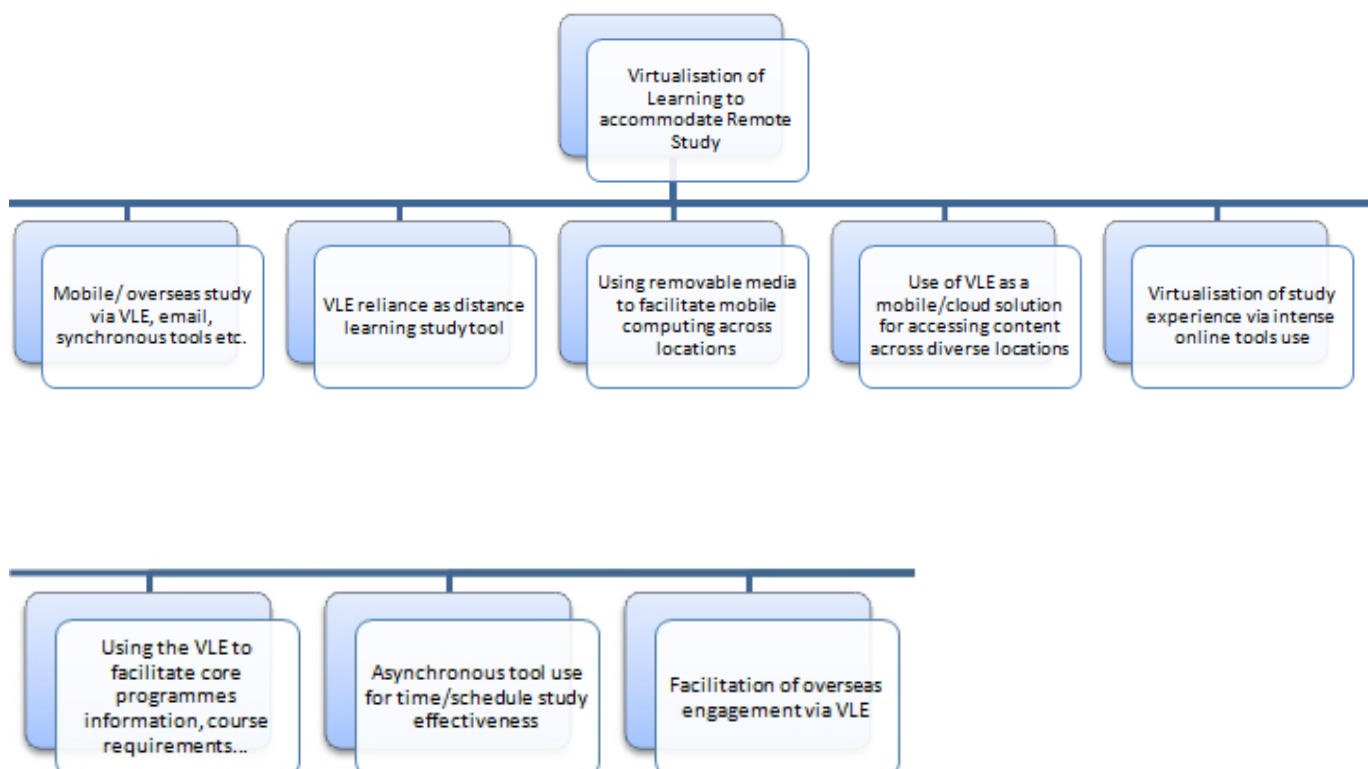 Virtualisation of
Learning to
accommodate Remote
Study
Mobile/ overseas study
via VLE, email,
synchronous tools etc.
VLE reliance as distance
learning study tool
Using removable media
to facilitate mobile
computing across
locations
Use of VLE as a
mobile/cloud solution
for accessing content
across diverse locations
Virtualisation of study
experience via intense
online tools use
Using the VLE to
facilitate core
programmes
information, course
requirements...
Asynchronous tool use
for time/schedule study
effectiveness
Facilitation of overseas
engagement via VLE